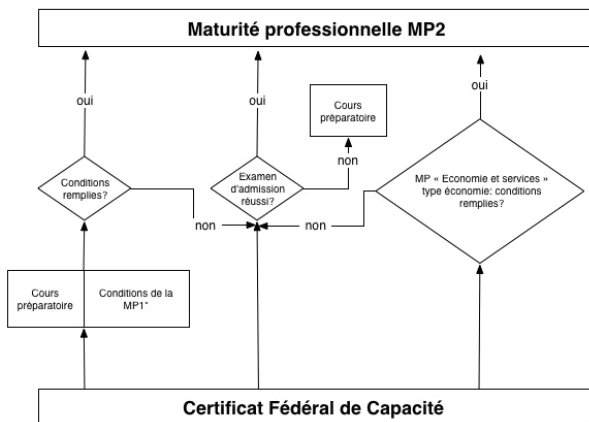 Maturité professionnelle MP2
oui
oui
oui
Cours
préparatoire
Conditions
remplies?
Examen
d'admission
réussi?
non
MP « Economie et services »
type économie: conditions
remplies?
non
non
Cours
préparatoire
Conditions de la
MP1*
Certificat Fédéral de Capacité